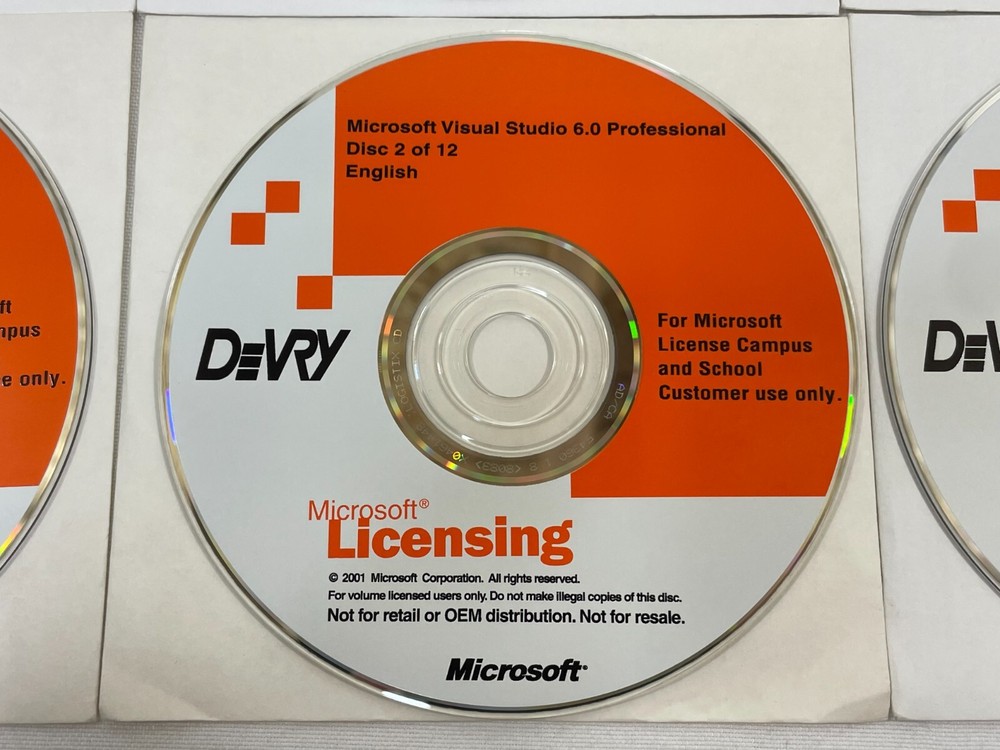 Microsoft Visual Studio 6.0 Professional
Disc 2 of 12
English
DeVRY
For Microsoft
License Campus
and School
Customer use only.
Microsoft®
Licensing
© 2001 Microsoft Corporation. All rights reserved.
For volume licensed users only. Do not make illegal copies of this disc.
Not for retail or OEM distribution. Not for resale.
Microsoft®
e only.